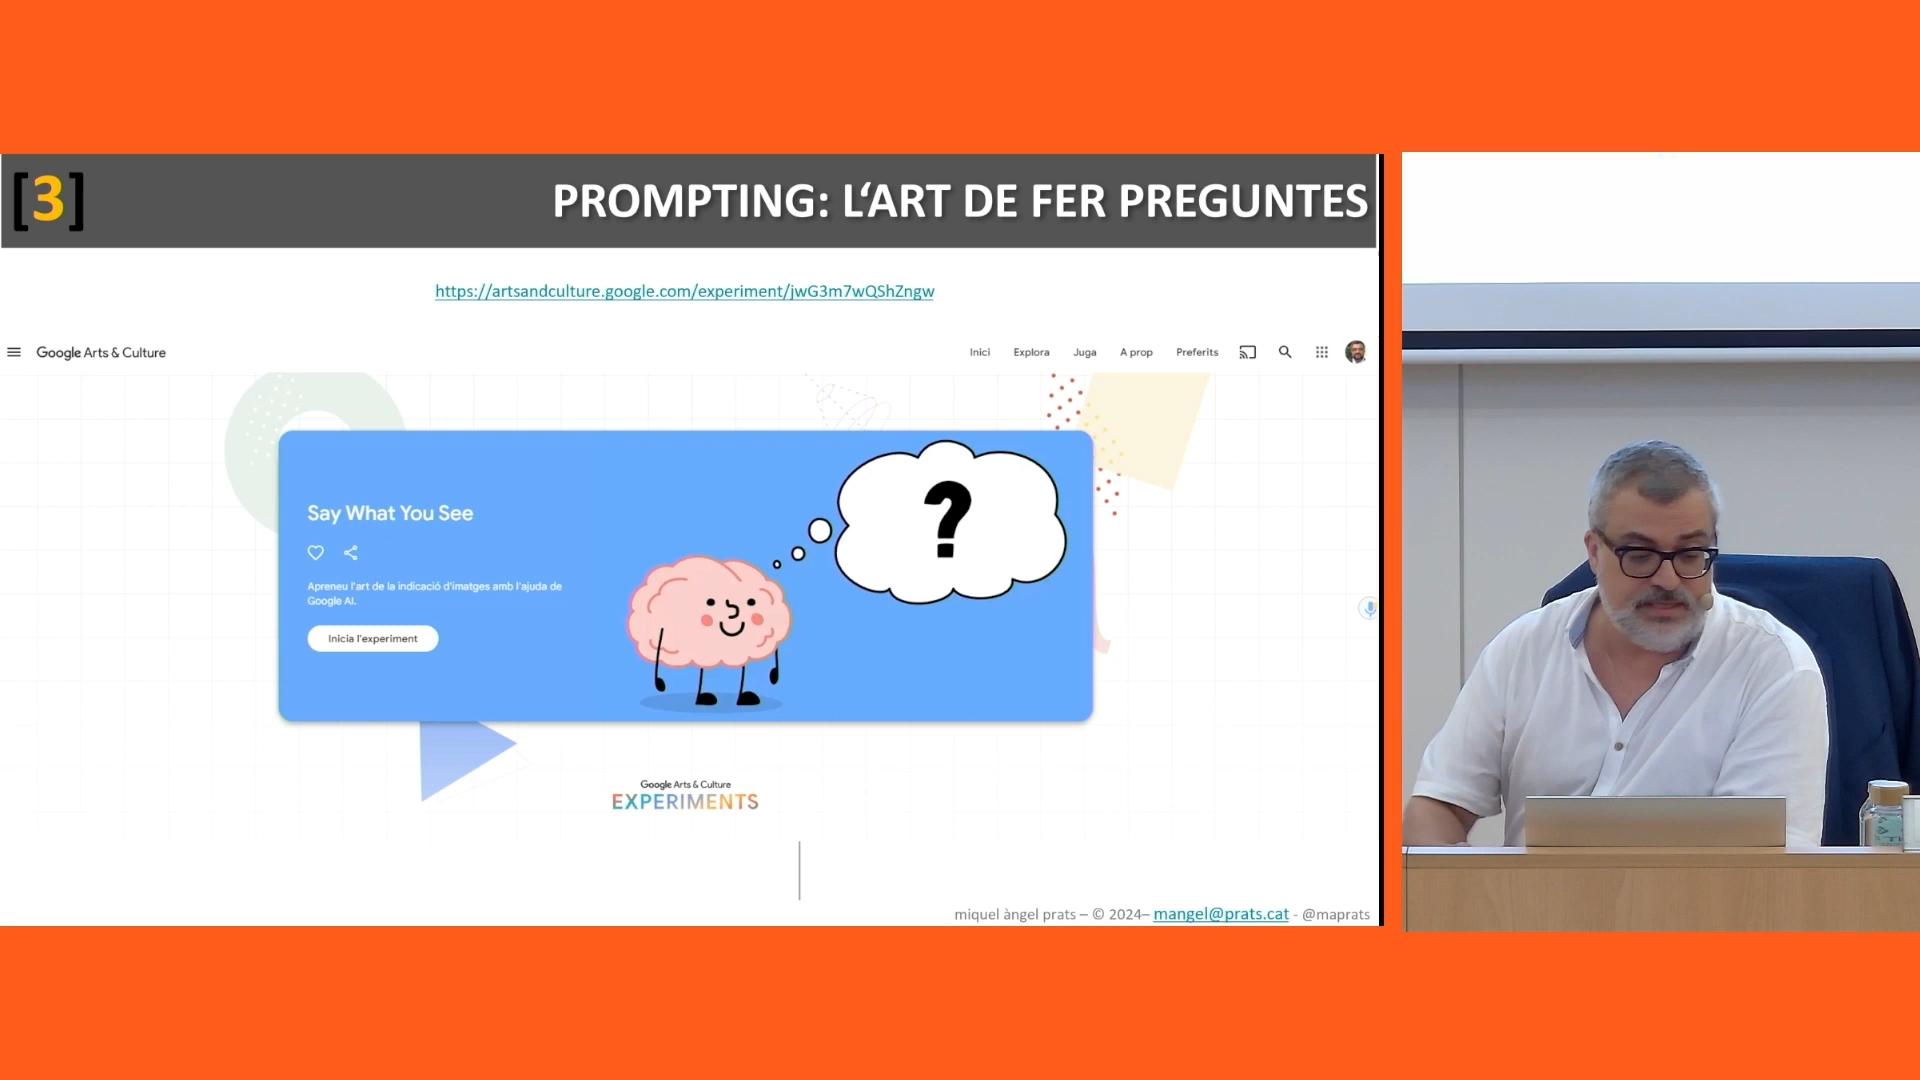 [3]
PROMPTING: L‘ART DE FER PREGUNTES
https://artsandculture.google.com/experiment/jwG3m7wQShZngw
Google Arts & Culture
Inici Explora Juga A prop Preferits
Say What You See
?
Apreneu l'art de la indicació d'imatges amb l'ajuda de
Google AI.
Inicia l'experiment
Google Arts & Culture
EXPERIMENTS
miquel àngel prats – © 2024– mangel@prats.cat - @maprats